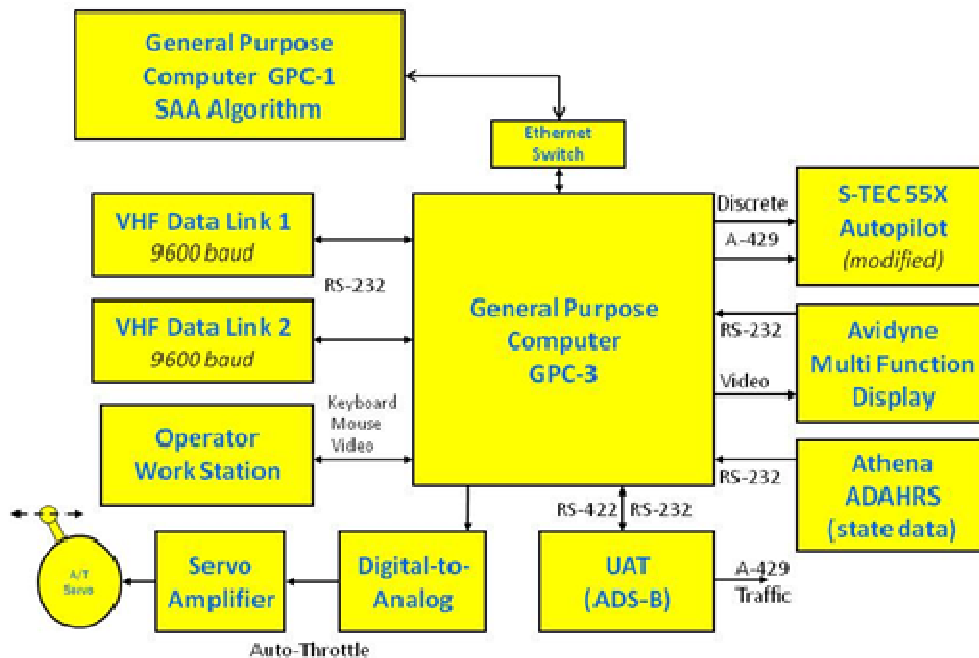 General Purpose
Computer GPC-1
SAA Algorithm
Ethernet
Switch
VHF Data Link 1
9600 baud
RS-232
VHF Data Link 2
9600 baud
Operator
Work Station
Keyboard
Mouse
Video
General Purpose
Computer
GPC-3
Discrete
A-429
S-TEC 55X
Autopilot
(modified)
RS-232
Video
Avidyne
Multi Function
Display
RS-232
Athena
ADAHRS
(state data)
RS-422
RS-232
A/T
Servo
Servo
Amplifier
Digital-to-
Analog
UAT
(ADS-B)
A-429
Traffic
Auto-Throttle